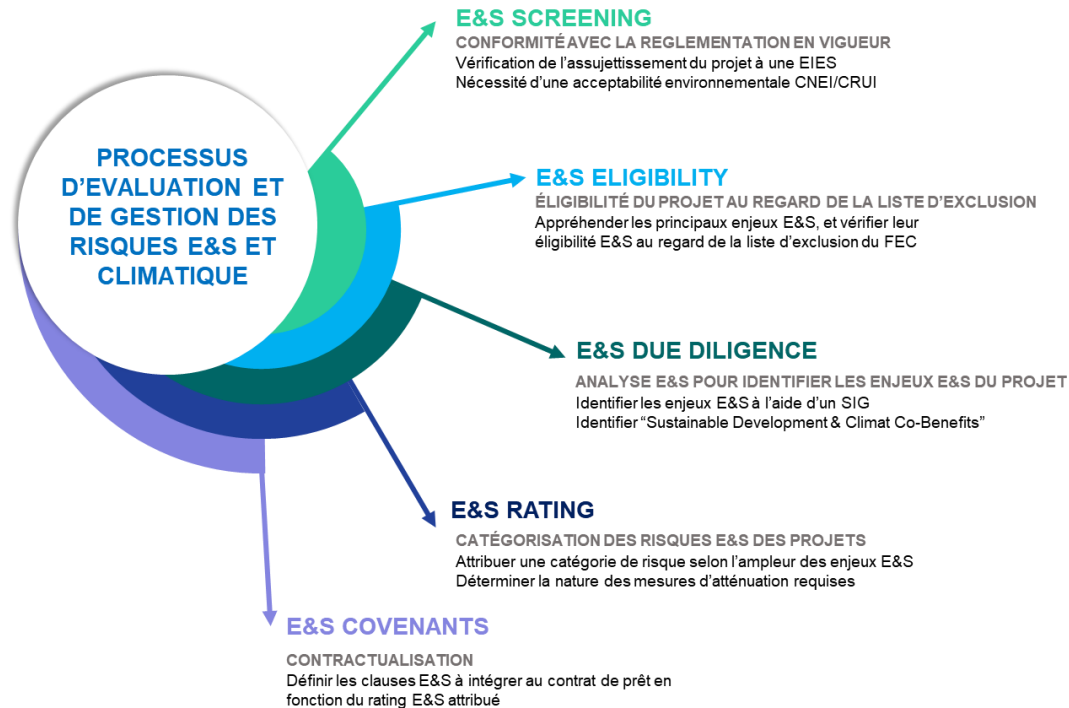 E&S SCREENING
CONFORMITÉ AVEC LA REGLEMENTATION EN VIGUEUR
Vérification de l'assujettissement du projet à une EIES
Nécessité d'une acceptabilité environnementale CNEI/CRUI
PROCESSUS
D'EVALUATION ET
DE GESTION DES
RISQUES E&S ET
CLIMATIQUE
E&S ELIGIBILITY
ÉLIGIBILITÉ DU PROJET AU REGARD DE LA LISTE D'EXCLUSION
Appréhender les principaux enjeux E&S, et vérifier leur
éligibilité E&S au regard de la liste d'exclusion du FEC
E&S DUE DILIGENCE
ANALYSE E&S POUR IDENTIFIER LES ENJEUX E&S DU PROJET
Identifier les enjeux E&S à l'aide d'un SIG
Identifier “Sustainable Development & Climat Co-Benefits”
E&S RATING
CATÉGORISATION DES RISQUES E&S DES PROJETS
Attribuer une catégorie de risque selon l'ampleur des enjeux E&S
Déterminer la nature des mesures d'atténuation requises
E&S COVENANTS
CONTRACTUALISATION
Définir les clauses E&S à intégrer au contrat de prêt en
fonction du rating E&S attribué